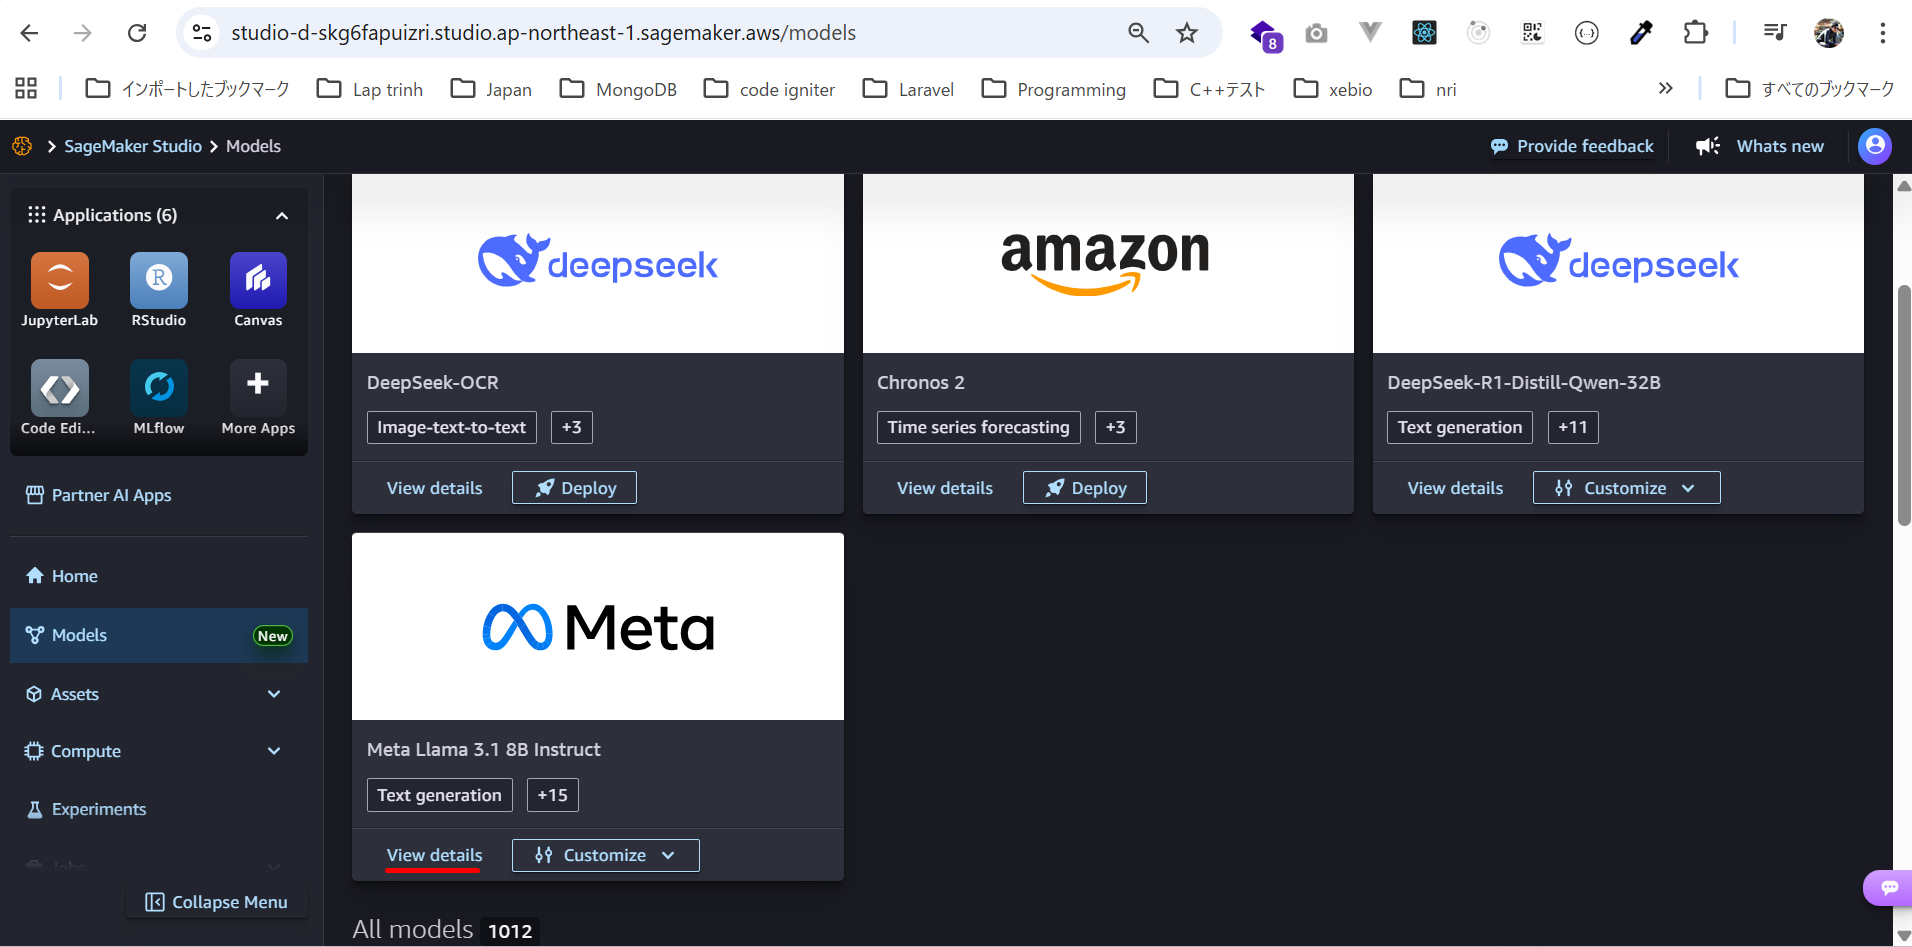 studio-d-skg6fapuizri.studio.ap-northeast-1.sagemaker.aws/models
8
インポートしたブックマーク
Lap trinh
Japan
MongoDB
code igniter
Laravel
Programming
C++テスト
xebio
nri
すべてのブックマーク
SageMaker Studio
Models
Provide feedback
Whats new
Applications (6)
JupyterLab
RStudio
Canvas
Code Edi...
MLflow
More Apps
Partner AI Apps
Home
Models
New
Assets
Compute
Experiments
Jobs
Collapse Menu
deepseek
DeepSeek-OCR
Image-text-to-text
+3
View details
Deploy
amazon
Chronos 2
Time series forecasting
+3
View details
Deploy
deepseek
DeepSeek-R1-Distill-Qwen-32B
Text generation
+11
View details
Customize
Meta
Meta Llama 3.1 8B Instruct
Text generation
+15
View details
Customize
All models 1012